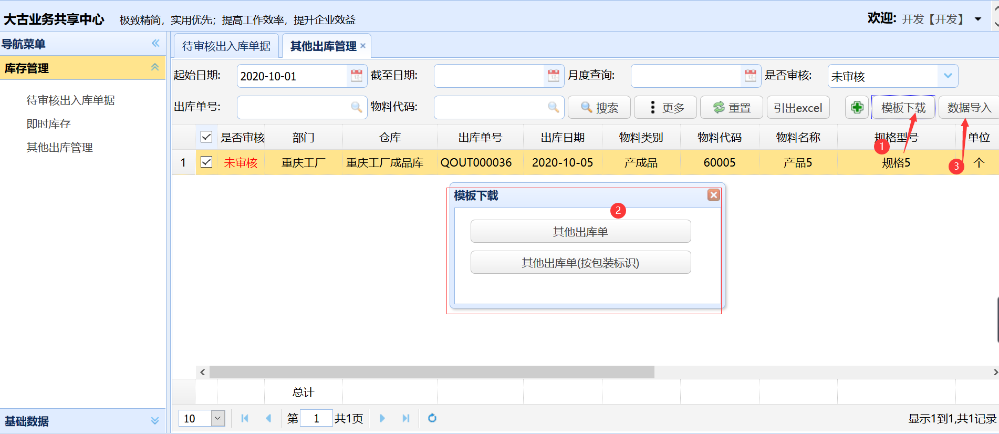 大古业务共享中心 极致精简，实用优先；提高工作效率，提升企业效益 欢迎: 开发【开发】
导航菜单
库存管理
待审核出入库单据
即时库存
其他出库管理
基础数据
待审核出入库单据 其他出库管理
起始日期: 2020-10-01 截至日期: 月度查询: 是否审核: 未审核
出库单号: 物料代码: 搜索 更多 重置 引出excel 模板下载 数据导入
是否审核 部门 仓库 出库单号 出库日期 物料类别 物料代码 物料名称 规格型号 单位
1 未审核 重庆工厂 重庆工厂成品库 QOUT000036 2020-10-05 产成品 60005 产品5 规格5 个
1
3
模板下载
2
其他出库单
其他出库单(按包装标识)
总计
10 第 1 共1页 显示1到1,共1记录